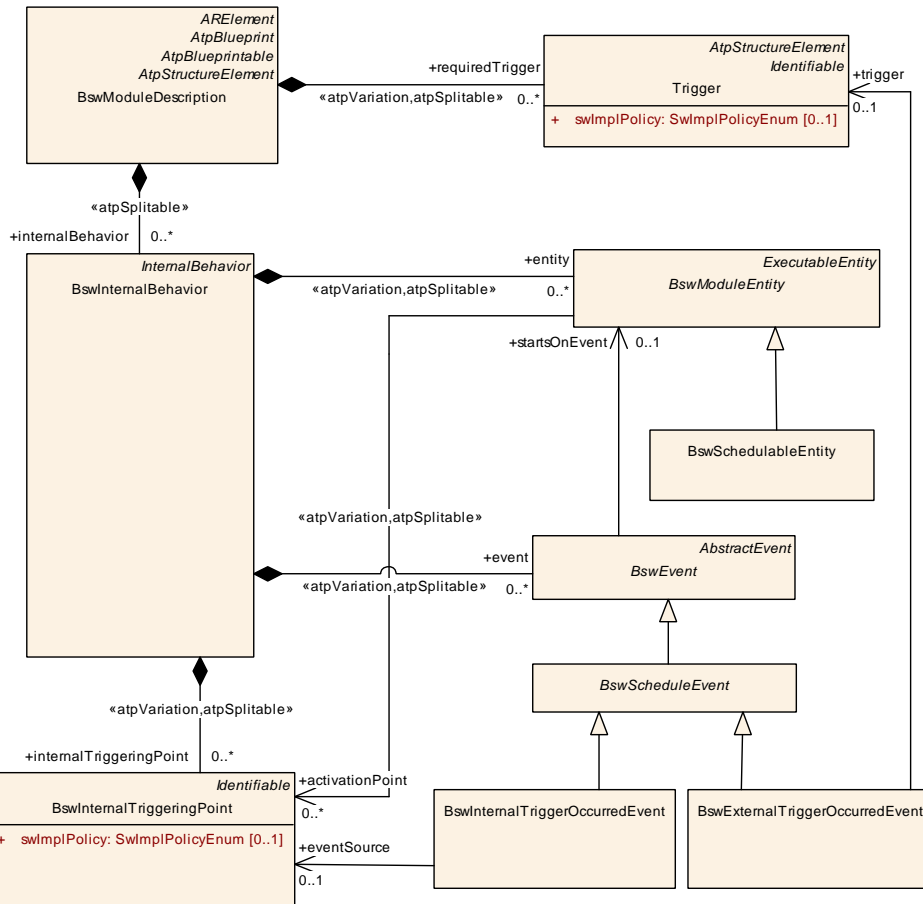 ARElement
AtpBlueprint
AtpBlueprintable
AtpStructureElement
BswModuleDescription
+requiredTrigger
«atpVariation,atpSplitable»
0..*
AtpStructureElement
Identifiable
Trigger
+ swImplPolicy: SwImplPolicyEnum [0..1]
+trigger
0..1
«atpSplitable»
+internalBehavior
0..*
InternalBehavior
BswInternalBehavior
+entity
«atpVariation,atpSplitable»
0..*
ExecutableEntity
BswModuleEntity
+startsOnEvent
0..1
BswSchedulableEntity
«atpVariation,atpSplitable»
+event
«atpVariation,atpSplitable»
0..*
AbstractEvent
BswEvent
BswScheduleEvent
«atpVariation,atpSplitable»
+internalTriggeringPoint
0..*
Identifiable
BswInternalTriggeringPoint
+ swImplPolicy: SwImplPolicyEnum [0..1]
+activationPoint
0..*
+eventSource
0..1
BswInternalTriggerOccurredEvent
BswExternalTriggerOccurredEvent